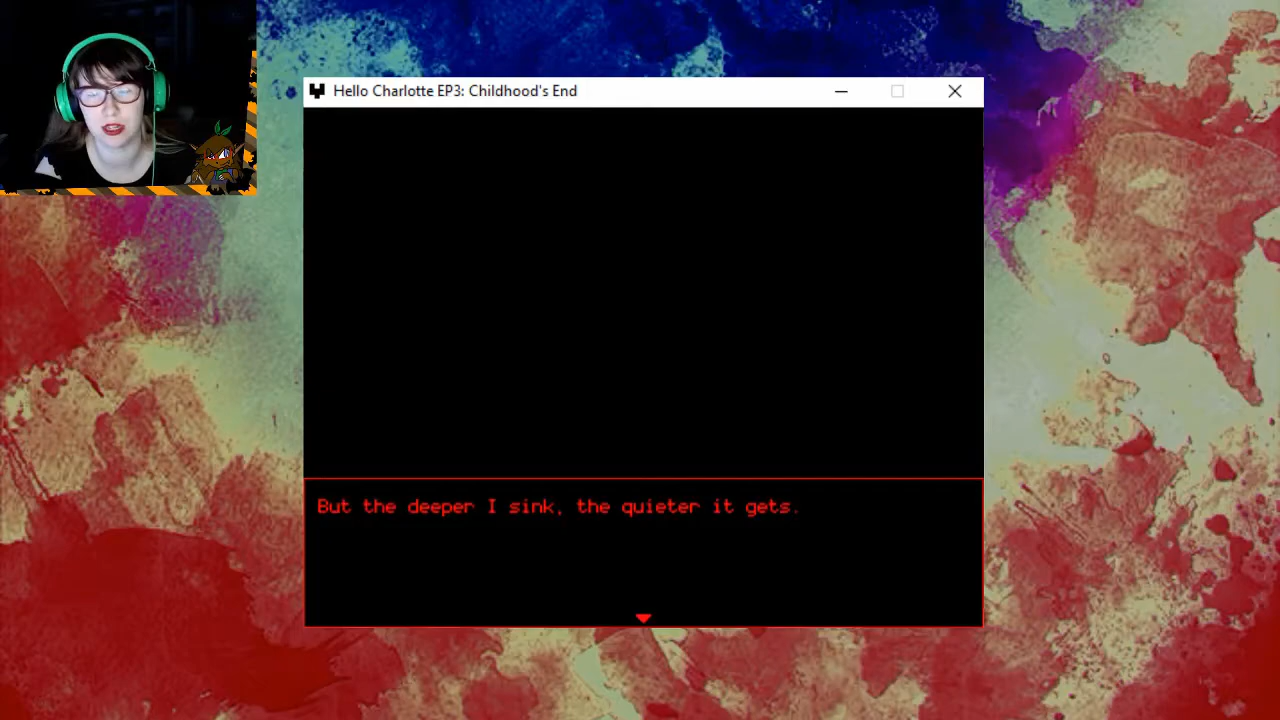 Hello Charlotte EP3: Childhood's End
But the deeper I sink, the quieter it gets.